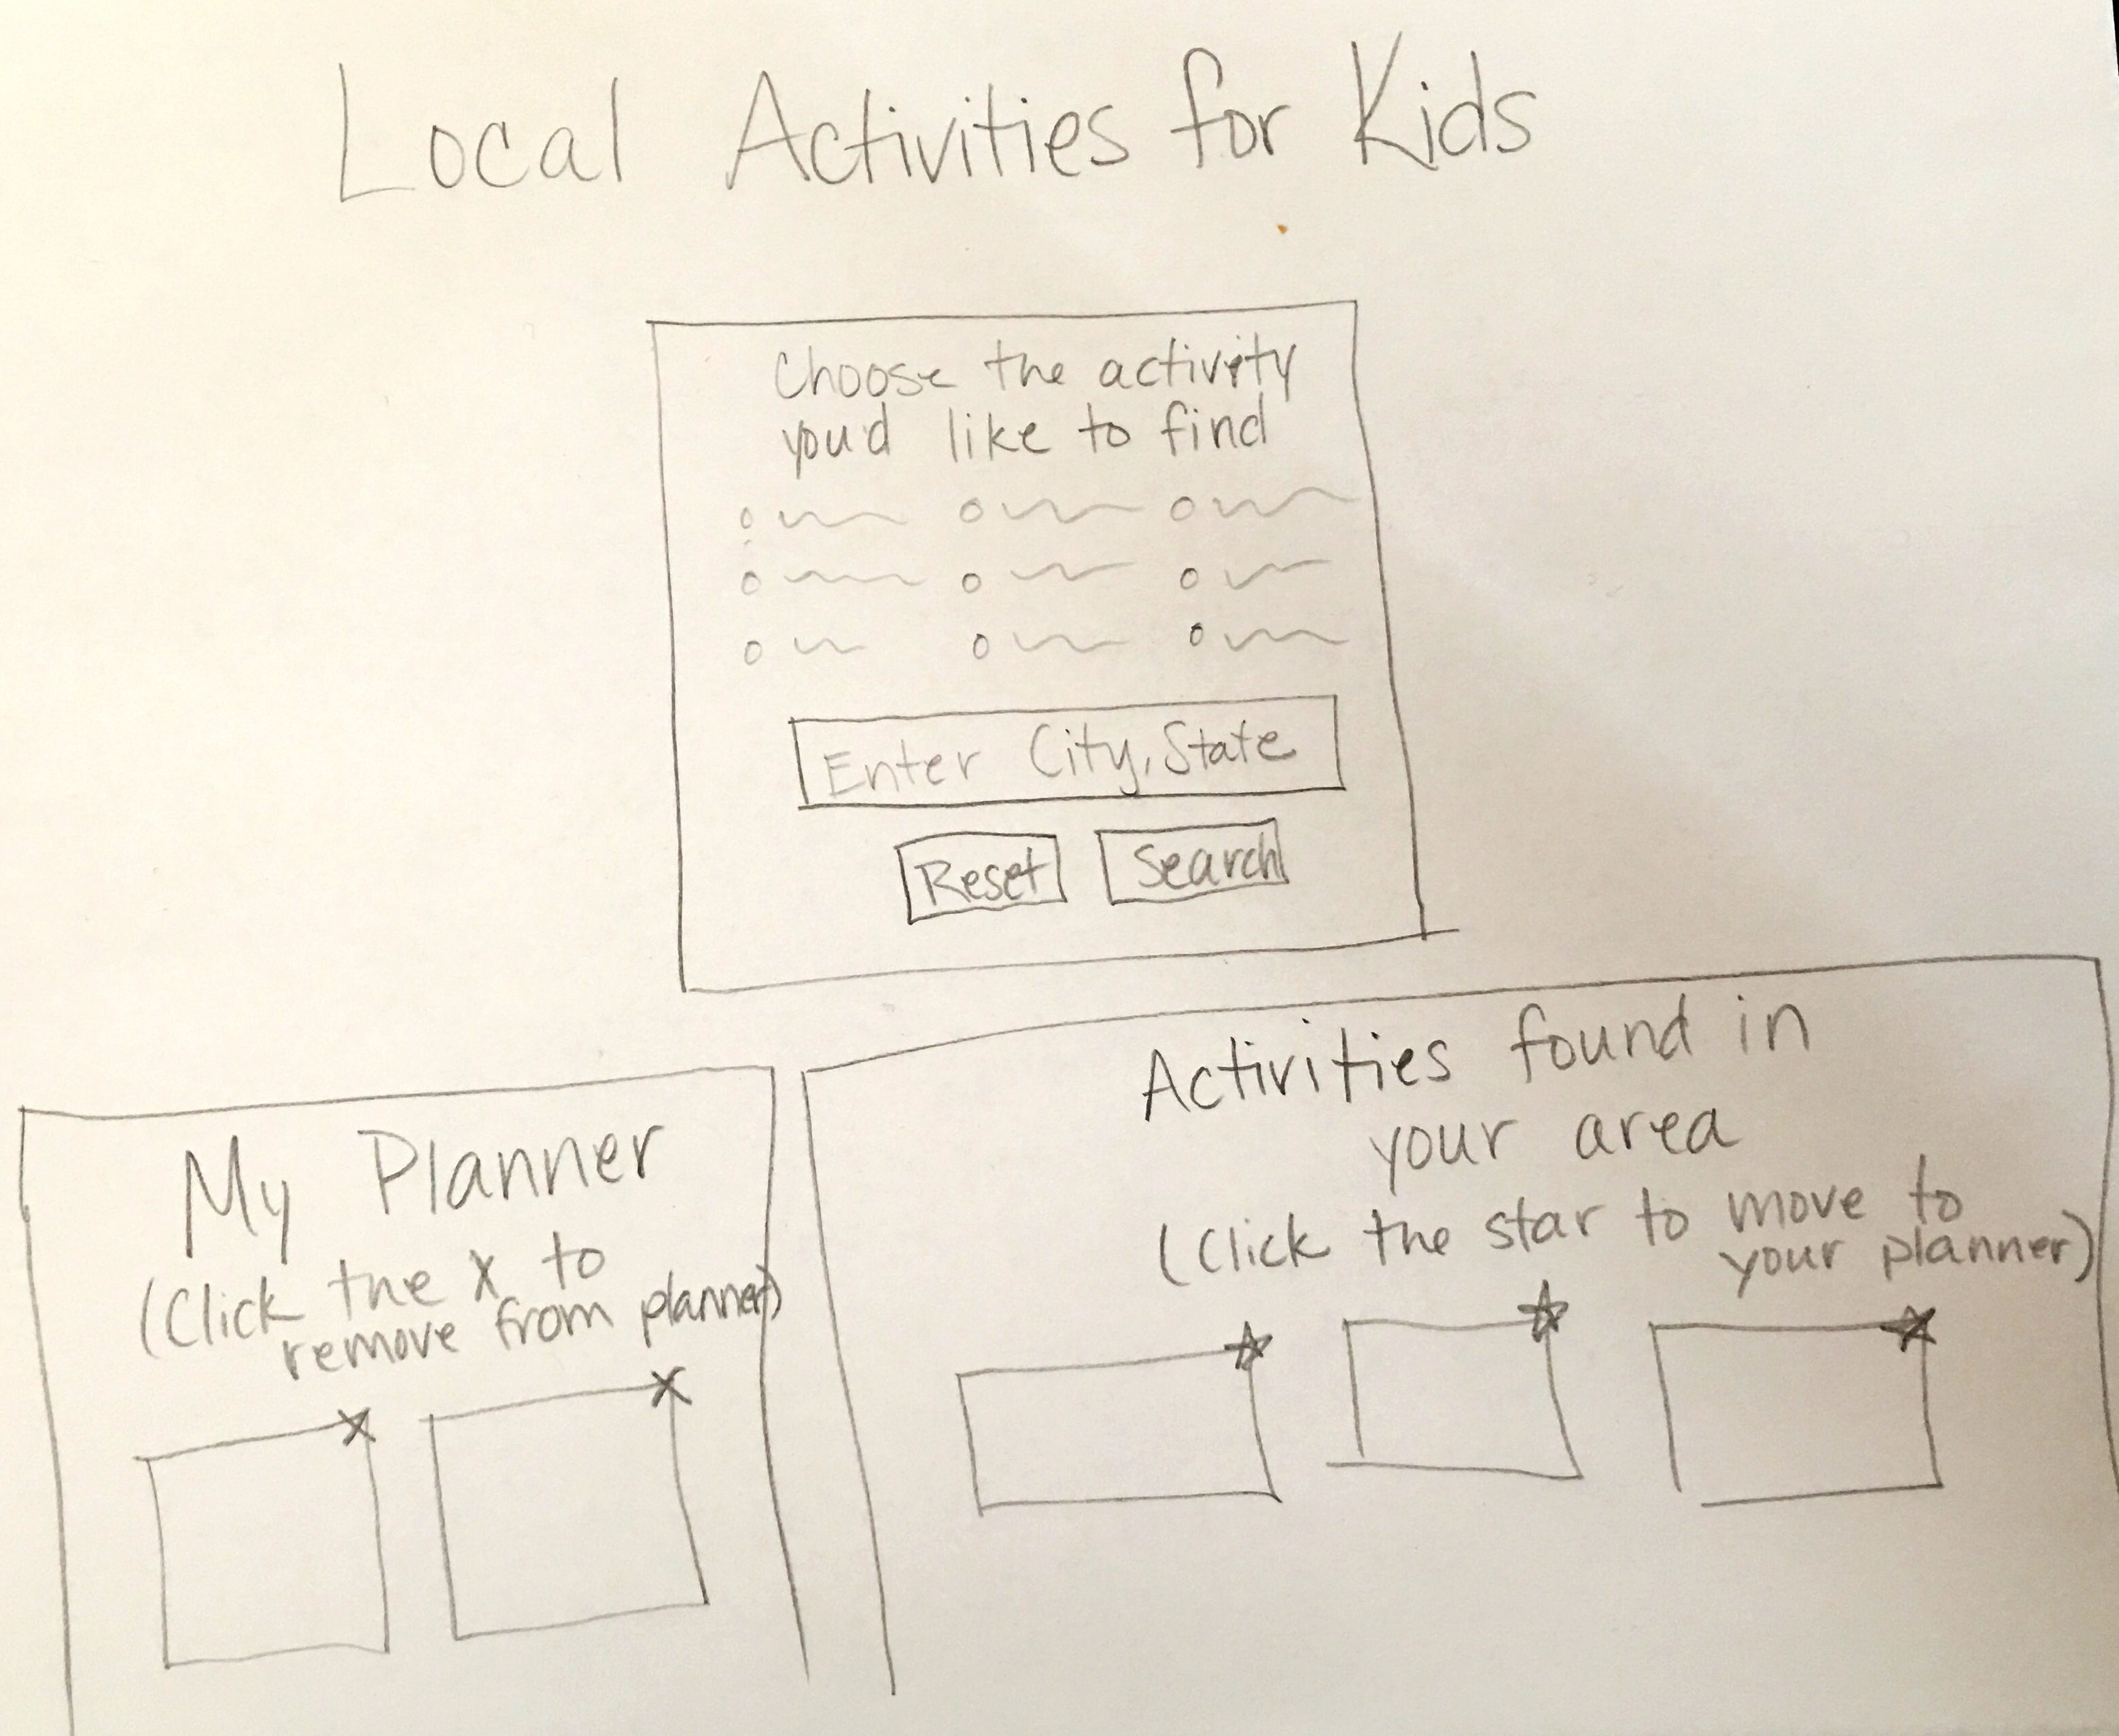 Local Activities for Kids
Choose the activity
you'd like to find
Enter City, State
Reset Search
My Planner
(Click the x to
remove from planner)
Activities found in
your area
(Click the star to move to
your planner)